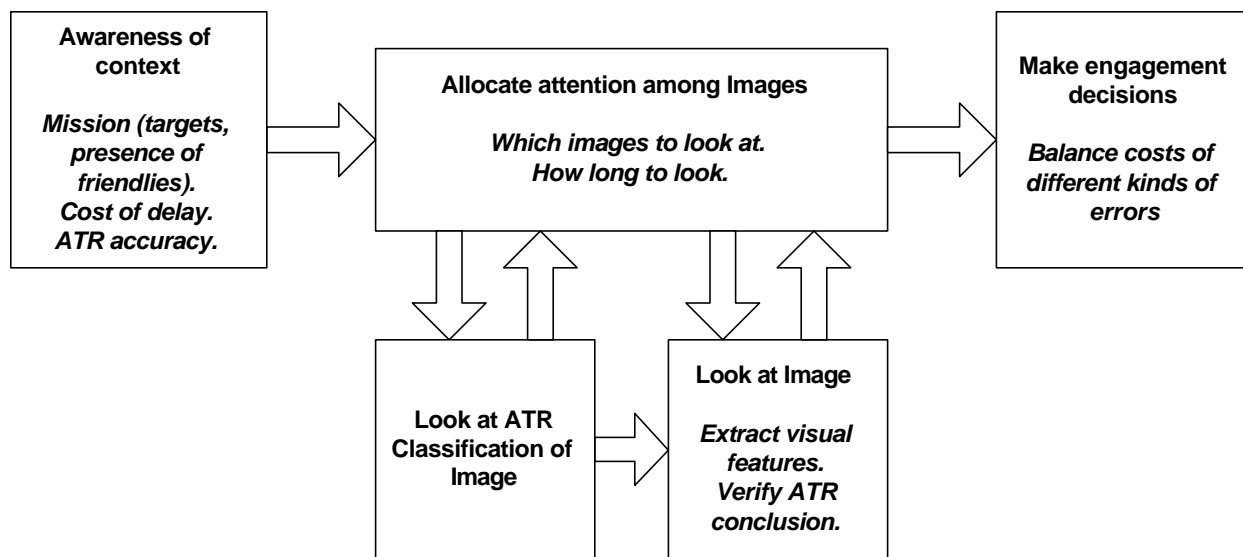 Awareness of
context
Mission (targets,
presence of
friendlies).
Cost of delay.
ATR accuracy.
Allocate attention among Images
Which images to look at.
How long to look.
Make engagement
decisions
Balance costs of
different kinds of
errors
Look at ATR
Classification of
Image
Look at Image
Extract visual
features.
Verify ATR
conclusion.